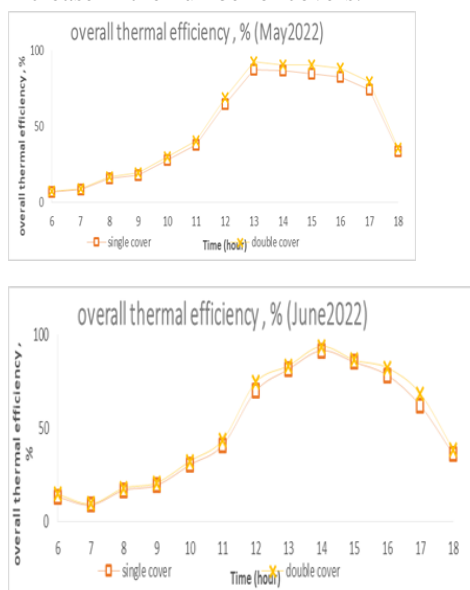 overall thermal efficiency , % (May2022)
overall thermal efficiency , %
100
50
0
6 7 8 9 10 11 12 13 14 15 16 17 18
single cover Time (hour) double cover
overall thermal efficiency , % (June2022)
overall thermal efficiency ,
%
100
50
0
6 7 8 9 10 11 12 13 14 15 16 17 18
single cover Time (hour) double cover